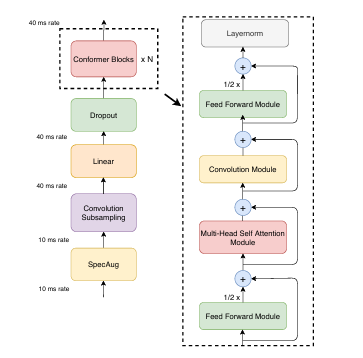 40 ms rate
Conformer Blocks
x N
Dropout
40 ms rate
Linear
40 ms rate
Convolution
Subsampling
10 ms rate
SpecAug
10 ms rate
Layernorm
+
1/2 x
Feed Forward Module
+
Convolution Module
+
Multi-Head Self Attention
Module
+
1/2 x
Feed Forward Module